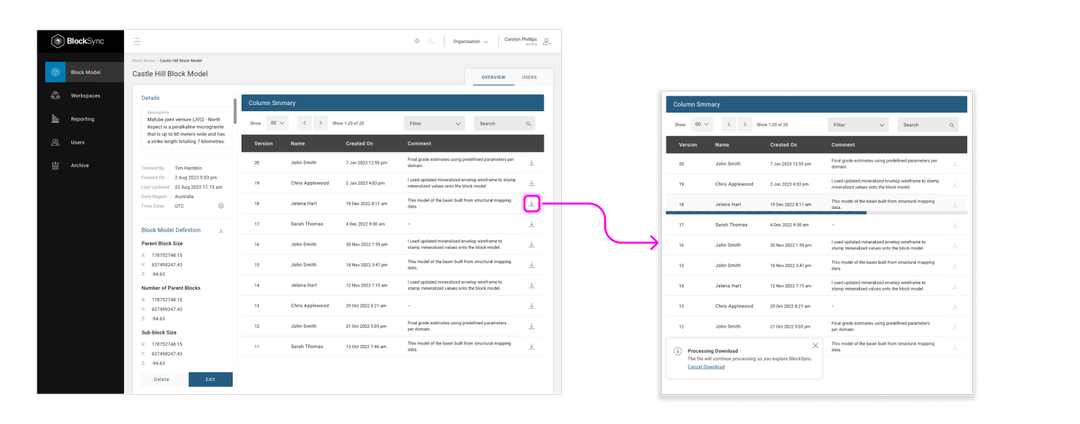 BlockSync
Organisation
Carolyn Phillips
Block Model
Workspaces
Reporting
Users
Archive
Block Model / Castle Hill Block Model
Castle Hill Block Model
OVERVIEW
USERS
Details
Description
Mafube joint venture (JV)1 - North
Aspect is a peralkaline microgranite
that is up to 60 meters wide and has
a strike length totalling 7 kilometres.
Created By: Tim Hamblin
Created On: 2 Aug 2022 5:03 pm
Last Updated: 22 Aug 2022 11:15 am
Data Region: Australia
Time Zone: UTC
Block Model Definition
Parent Block Size
X 178752748.15
Y 637498247.43
Z -94.63
Number of Parent Blocks
X 178752748.15
Y 637498247.43
Z -94.63
Sub-block Size
X 178752748.15
Y 637498247.43
Z -94.63
Delete
Edit
Column Smmary
Show 60
Show 1-20 of 20
Filter
Search
Version Name Created On Comment
20 John Smith 7 Jan 2023 12:55 pm Final grade estimates using predefined parameters per
domain.
19 Chris Applewood 2 Jan 2023 4:03 pm I used updated mineralized envelop wireframe to stamp
mineralized values onto the block model.
18 Jelena Hart 19 Dec 2022 8:11 am This model of the basin built from structural mapping
data.
17 Sarah Thomas 4 Dec 2022 9:30 am -
16 John Smith 30 Nov 2022 1:59 pm I used updated mineralized envelop wireframe to
stamp mineralized values onto the block model.
15 John Smith 18 Nov 2022 3:47 pm This model of the basin built from structural mapping
data.
14 Jelena Hart 12 Nov 2022 7:15 am I used updated mineralized envelop wireframe to
stamp mineralized values onto the block model.
13 Chris Applewood 29 Oct 2022 8:21 am -
12 John Smith 21 Oct 2022 5:05 pm Final grade estimates using predefined parameters
per domain.
11 Sarah Thomas 13 Oct 2022 7:46 am This model of the basin built from structural mapping
data.
Column Smmary
Show 60
Show 1-20 of 20
Filter
Search
Version Name Created On Comment
20 John Smith 7 Jan 2023 12:55 pm Final grade estimates using predefined parameters per
domain.
19 Chris Applewood 2 Jan 2023 4:03 pm I used updated mineralized envelop wireframe to stamp
mineralized values onto the block model.
18 Jelena Hart 19 Dec 2022 8:11 am This model of the basin built from structural mapping
data.
17 Sarah Thomas 4 Dec 2022 9:30 am -
16 John Smith 30 Nov 2022 1:59 pm I used updated mineralized envelop wireframe to
stamp mineralized values onto the block model.
15 John Smith 18 Nov 2022 3:47 pm This model of the basin built from structural mapping
data.
14 Jelena Hart 12 Nov 2022 7:15 am I used updated mineralized envelop wireframe to
stamp mineralized values onto the block model.
13 Chris Applewood 29 Oct 2022 8:21 am -
12 John Smith 21 Oct 2022 5:05 pm Final grade estimates using predefined parameters
per domain.
This model of the basin built from structural mapping
data.
Processing Download
The file will continue processing as you explore BlockSync.
Cancel Download